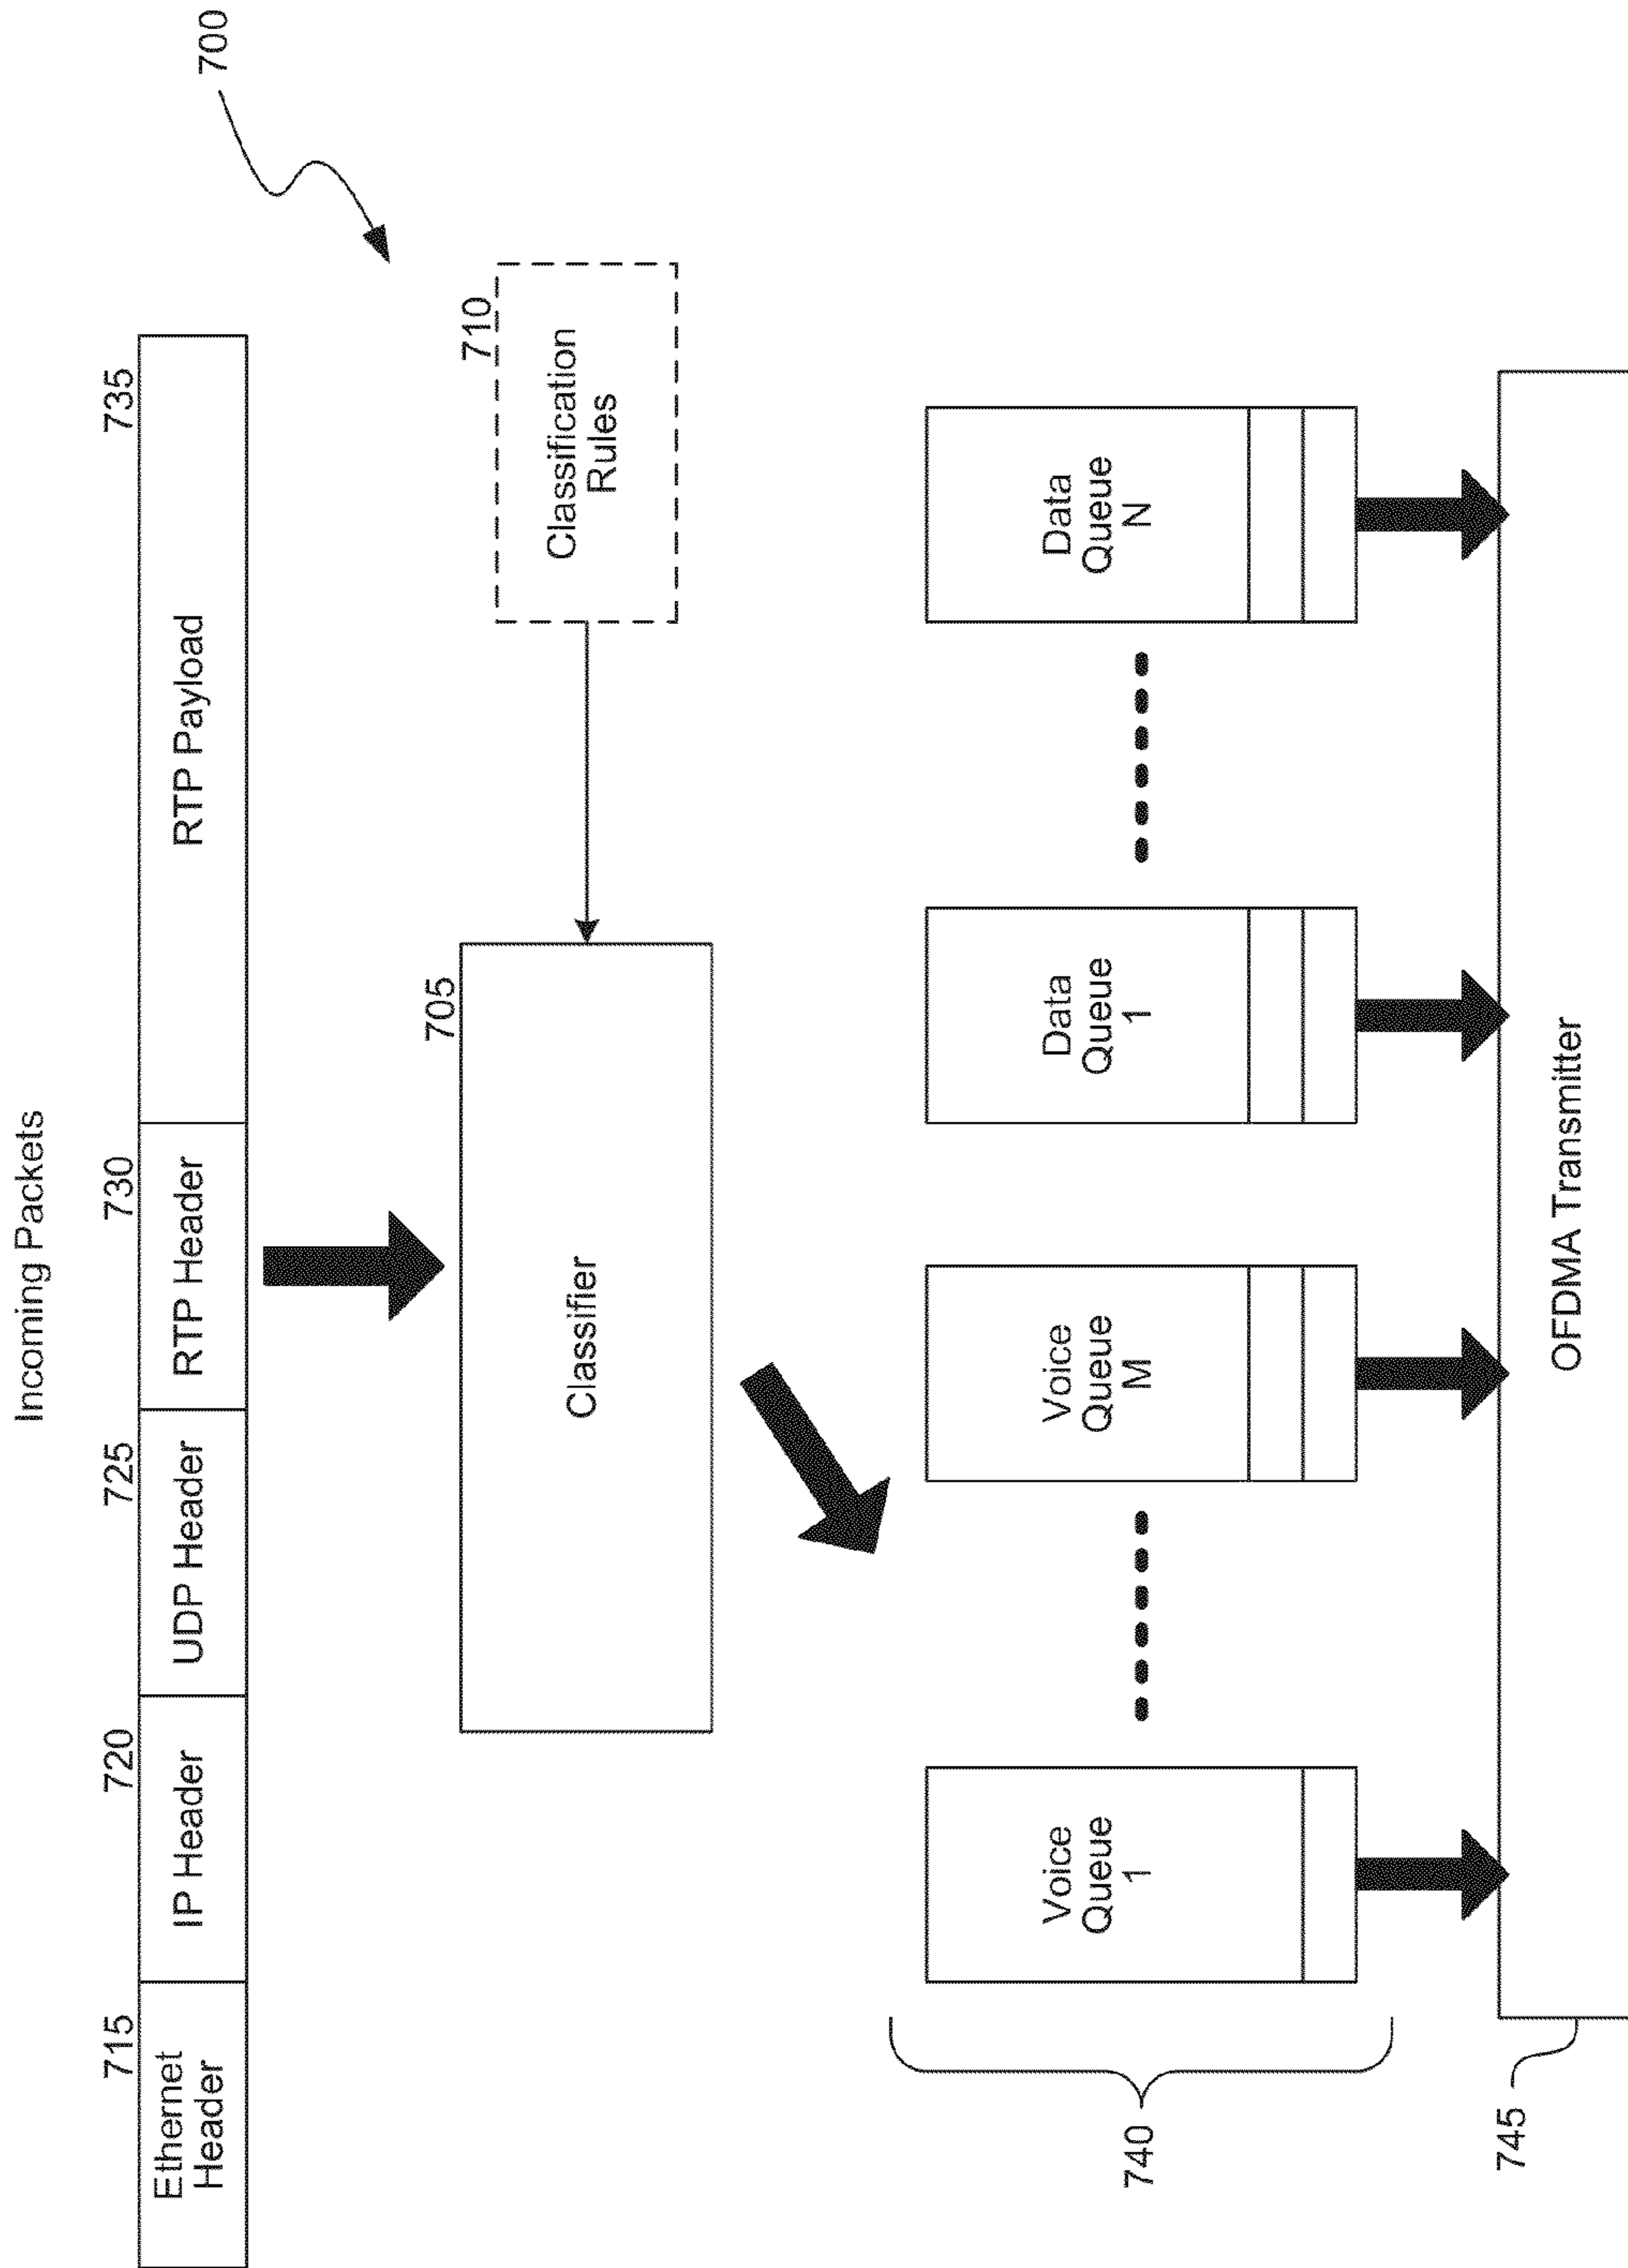 Incoming Packets
700
715
720
725
730
735
Ethernet
Header
IP Header
UDP Header
RTP Header
RTP Payload
705
Classifier
710
Classification
Rules
740
Voice
Queue
1
Voice
Queue
M
Data
Queue
1
Data
Queue
N
745
OFDMA Transmitter